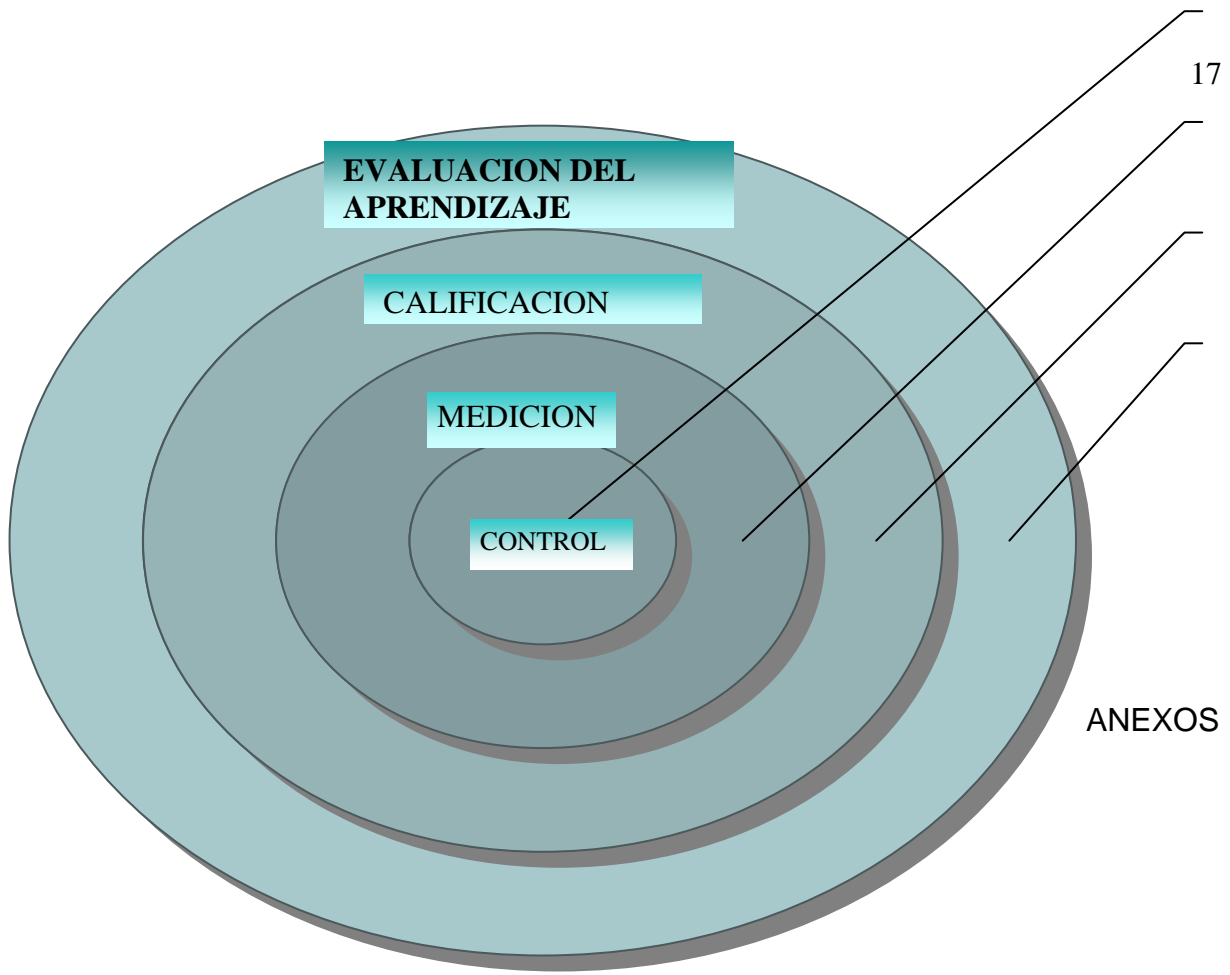 17
EVALUACION DEL
APRENDIZAJE
CALIFICACION
MEDICION
CONTROL
ANEXOS